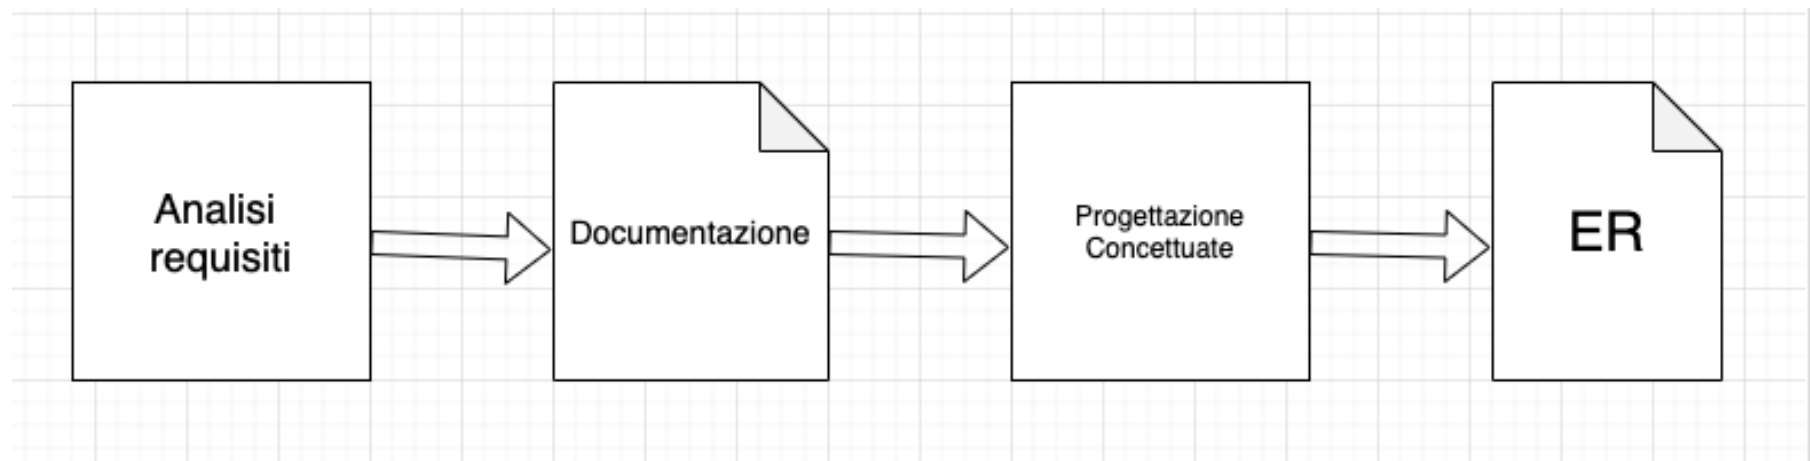 Analisi
requisiti
Documentazione
Progettazione
Concettuate
ER